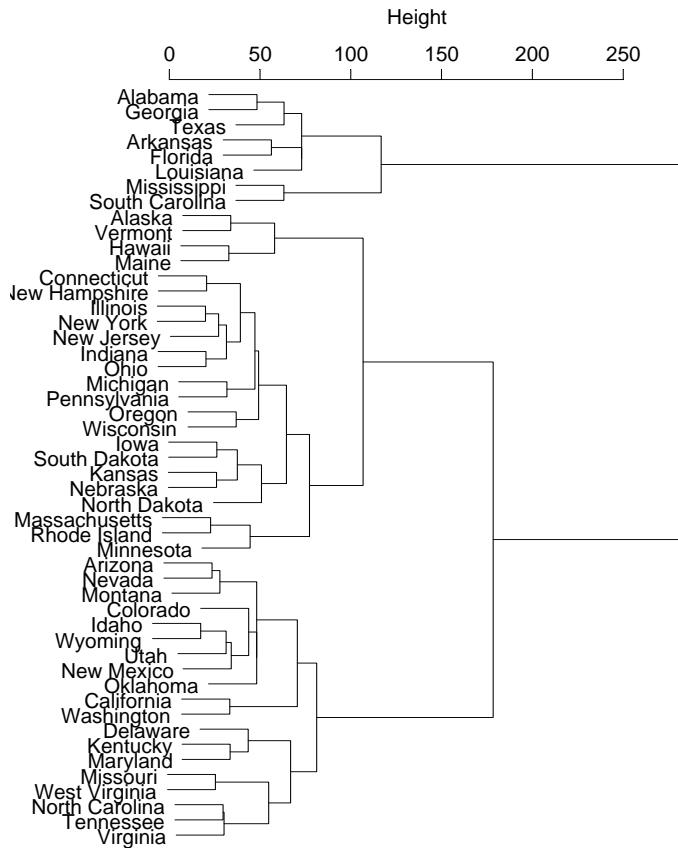 Height
0 50 100 150 200 250
Alabama
Georgia
Texas
Arkansas
Florida
Louisiana
Mississippi
South Carolina
Alaska
Vermont
Hawaii
Maine
Connecticut
New Hampshire
Illinois
New York
New Jersey
Indiana
Ohio
Michigan
Pennsylvania
Oregon
Wisconsin
Iowa
South Dakota
Kansas
Nebraska
North Dakota
Massachusetts
Rhode Island
Minnesota
Arizona
Nevada
Montana
Colorado
Idaho
Wyoming
Utah
New Mexico
Oklahoma
California
Washington
Delaware
Kentucky
Maryland
Missouri
West Virginia
North Carolina
Tennessee
Virginia